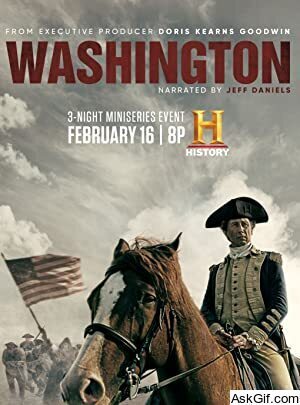 FROM EXECUTIVE PRODUCER DORIS KEARNS GOODWIN
WASHINGTON
NARRATED BY JEFF DANIELS
3-NIGHT MINISERIES EVENT
FEBRUARY 16 | 8P
H
HISTORY
AskGif.com